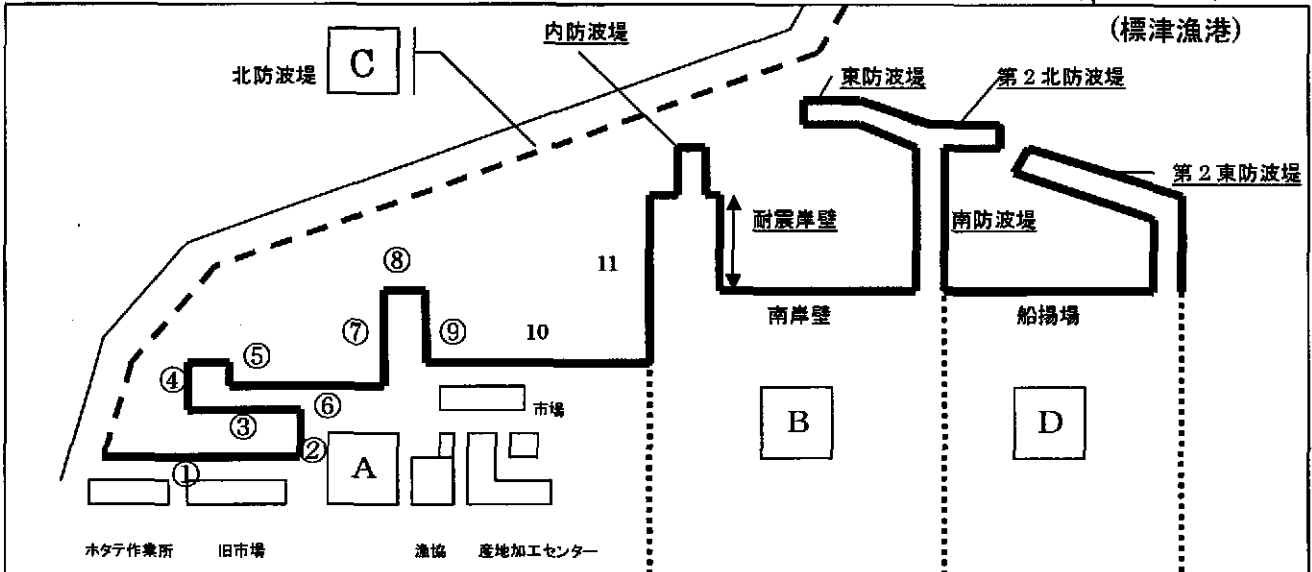 (標津漁港)
内防波堤
北防波堤
C
東防波堤
第2北防波堤
第2東防波堤
耐震岸壁
南防波堤
⑧
11
南岸壁
船揚場
⑦
⑨
10
⑤
④
⑥
③
市場
②
①
A
B
D
ホタテ作業所
旧市場
漁協
産地加工センター